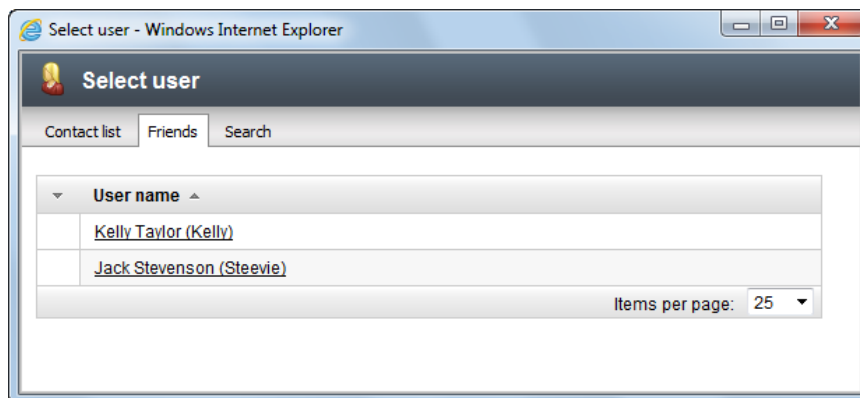 Select user - Windows Internet Explorer
Select user
Contact list Friends Search
User name
Kelly Taylor (Kelly)
Jack Stevenson (Steevie)
Items per page: 25